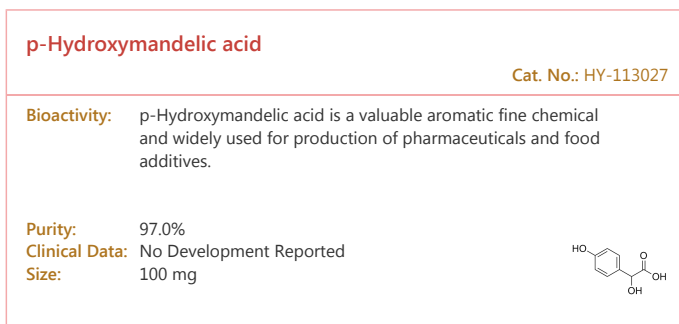 p-Hydroxymandelic acid
Cat. No.: HY-113027
Bioactivity: p-Hydroxymandelic acid is a valuable aromatic fine chemical
and widely used for production of pharmaceuticals and food
additives.
Purity: 97.0%
Clinical Data: No Development Reported
Size: 100 mg
HO
O
OH
OH